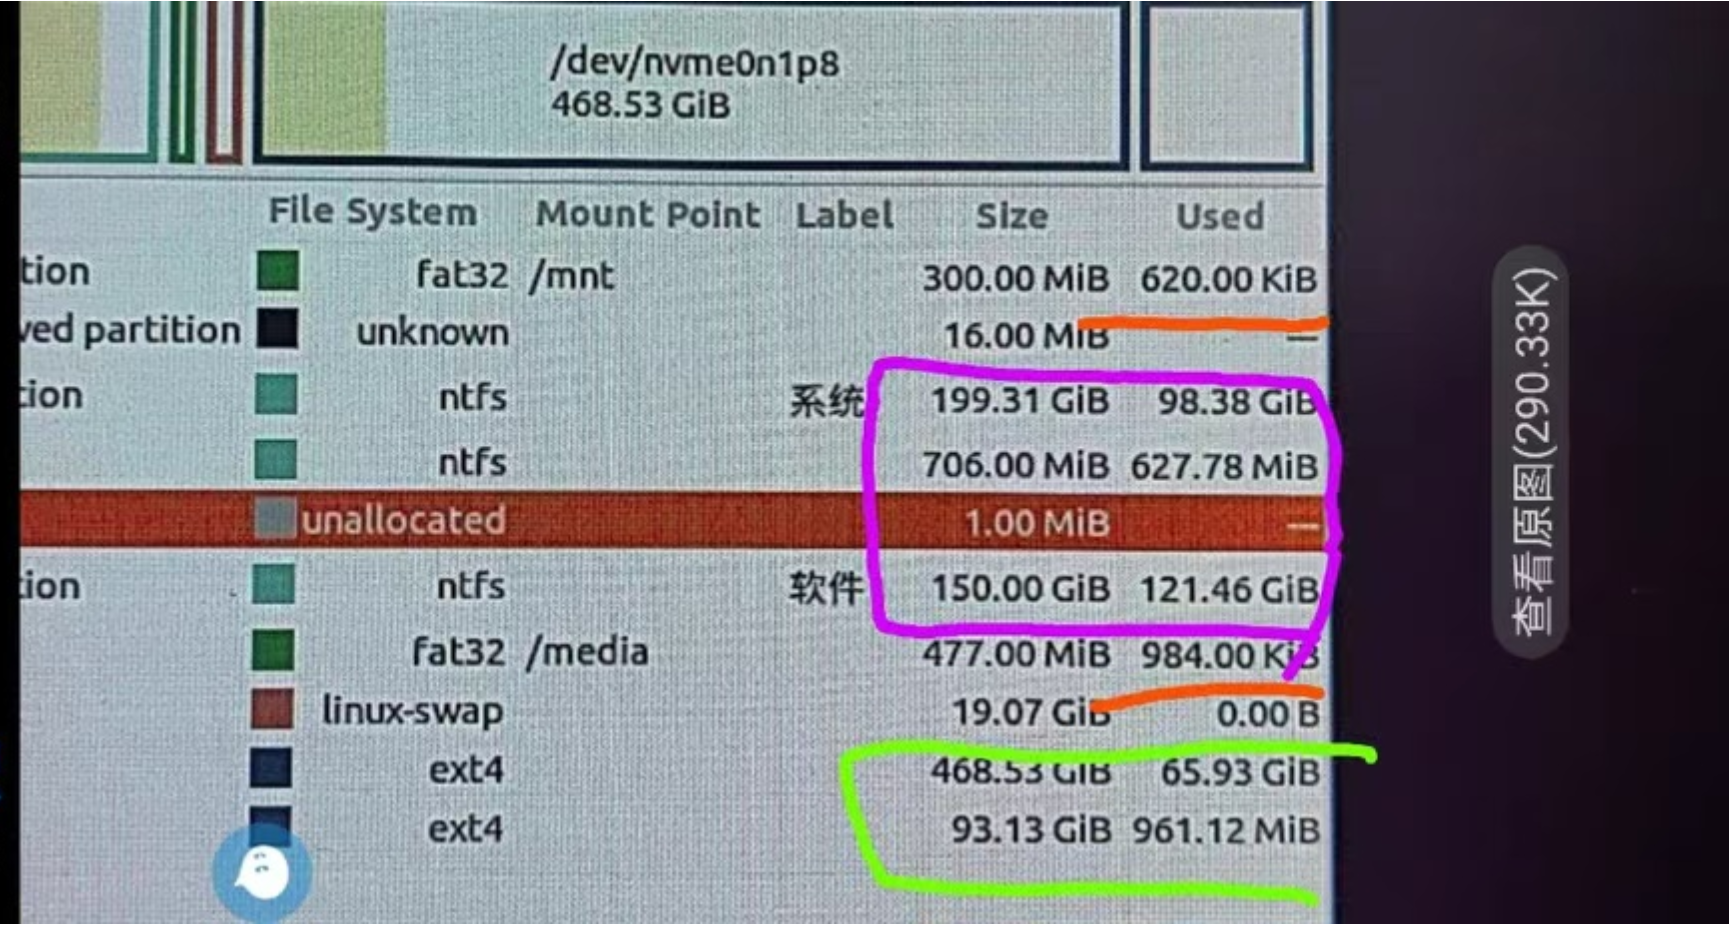 /dev/nvme0n1p8
468.53 GiB
File System Mount Point Label Size Used
tion fat32 /mnt 300.00 MiB 620.00 KiB
ved partition unknown 16.00 MiB —
tion ntfs 系统 199.31 GiB 98.38 GiB
ntfs 706.00 MiB 627.78 MiB
unallocated 1.00 MiB —
ion ntfs 软件 150.00 GiB 121.46 GiB
fat32 /media 477.00 MiB 984.00 KiB
linux-swap 19.07 GiB 0.00 B
ext4 468.53 GiB 65.93 GiB
ext4 93.13 GiB 961.12 MiB
查看原图(290.33K)